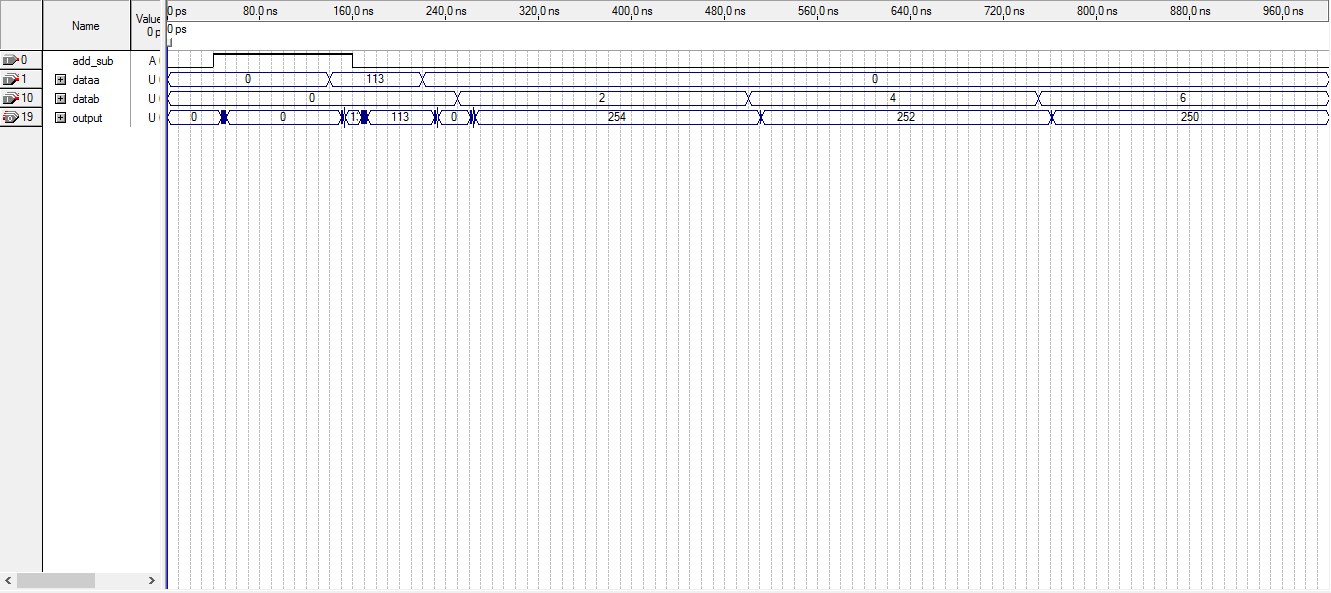 Name
Value
0 p
0 ps 80.0 ns 160.0 ns 240.0 ns 320.0 ns 400.0 ns 480.0 ns 560.0 ns 640.0 ns 720.0 ns 800.0 ns 880.0 ns 960.0 ns
0 ps
0 add_sub A
1 dataa U 0 113 0
10 datab U 0 2 4 6
19 output U 0 0 113 0 254 252 250